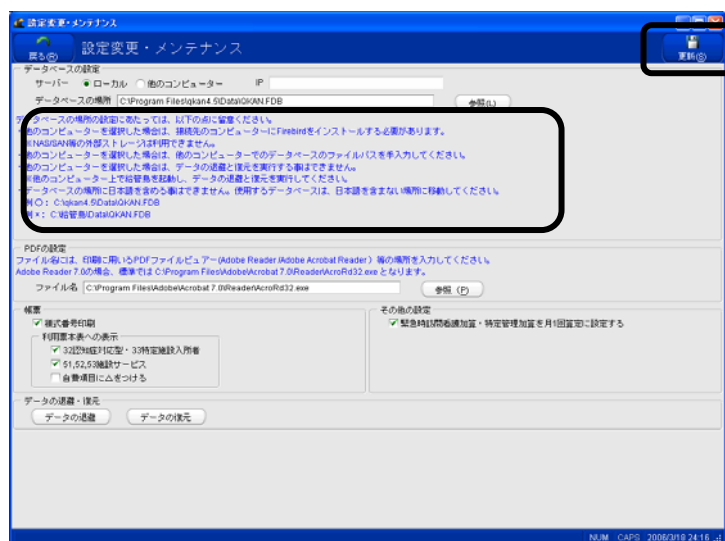 設定変更・メンテナンス
戻る(R)
設定変更・メンテナンス
更新(S)
データベースの設定
サーバー ローカル 他のコンピューター IP
データベースの場所 C:\Program Files\qkan4.5\Data\QKAN.FDB 参照(L)
データベースの場所の設定にあたっては、以下の点に留意ください。
・他のコンピューターを選択した場合は、接続先のコンピューターにFirebirdをインストールする必要があります。
※NAS/SAN等の外部ストレージは利用できません。
・他のコンピューターを選択した場合は、他のコンピューターでのデータベースのファイルパスを手入力してください。
・他のコンピューターを選択した場合は、データの退避と復元を実行する事はできません。
※他のコンピューター上で給管鳥を起動し、データの退避と復元を実行してください。
・データベースの場所に日本語を含める事はできません。使用するデータベースは、日本語を含まない場所に移動してください。
例○: C:\qkan4.5\Data\QKAN.FDB
例×: C:\給管鳥\Data\QKAN.FDB
PDFの設定
ファイル名には、印刷に用いるPDFファイルビュアー(Adobe Reader /Adobe Acrobat Reader ) 等の場所を入力してください。
Adobe Reader 7.0の場合、標準では C:\Program Files\Adobe\Acrobat 7.0\Reader\AcroRd32.exe となります。
ファイル名 C:\Program Files\Adobe\Acrobat 7.0\Reader\AcroRd32.exe 参照 (P)
帳票
様式番号印刷
利用票本表への表示
32認知症対応型・33特定施設入所者
51,52,53施設サービス
自費項目に△をつける
その他の設定
緊急時訪問看護加算・特定管理加算を月1回算定に設定する
データの退避・復元
データの退避 データの復元
NUM CAPS 2006/3/18 24:16